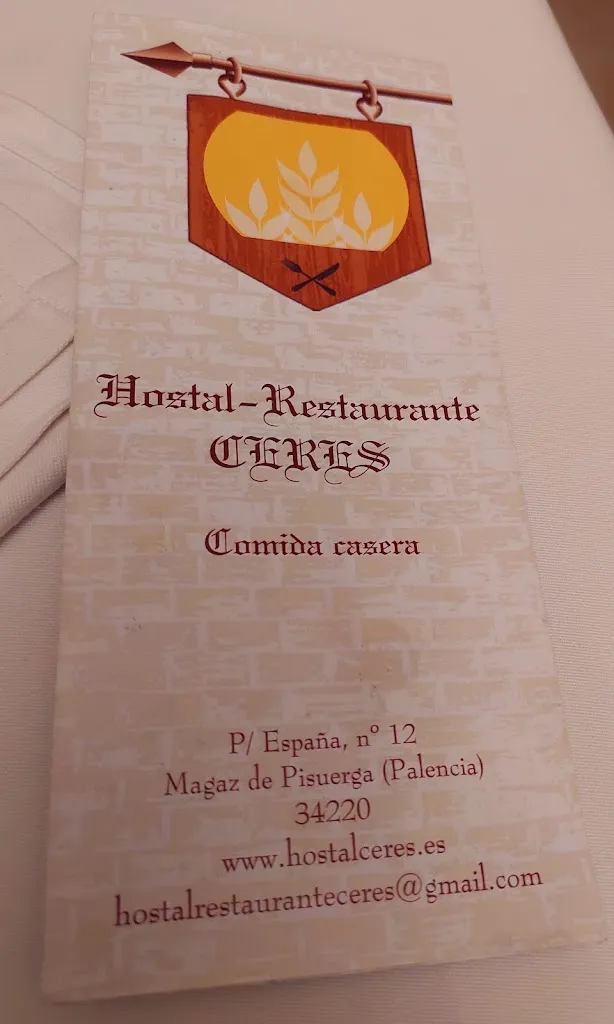 Hostal-Restaurante
CERES
Comida casera
P/ España, nº 12
Magaz de Pisuerga (Palencia)
34220
www.hostalceres.es
hostalrestauranteceres@gmail.com